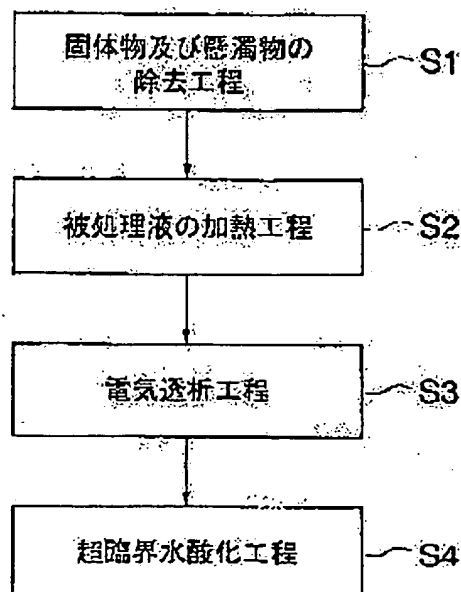 固体物及び懸濁物の
除去工程
S1
被処理液の加熱工程
S2
電気透析工程
S3
超臨界水酸化工程
S4